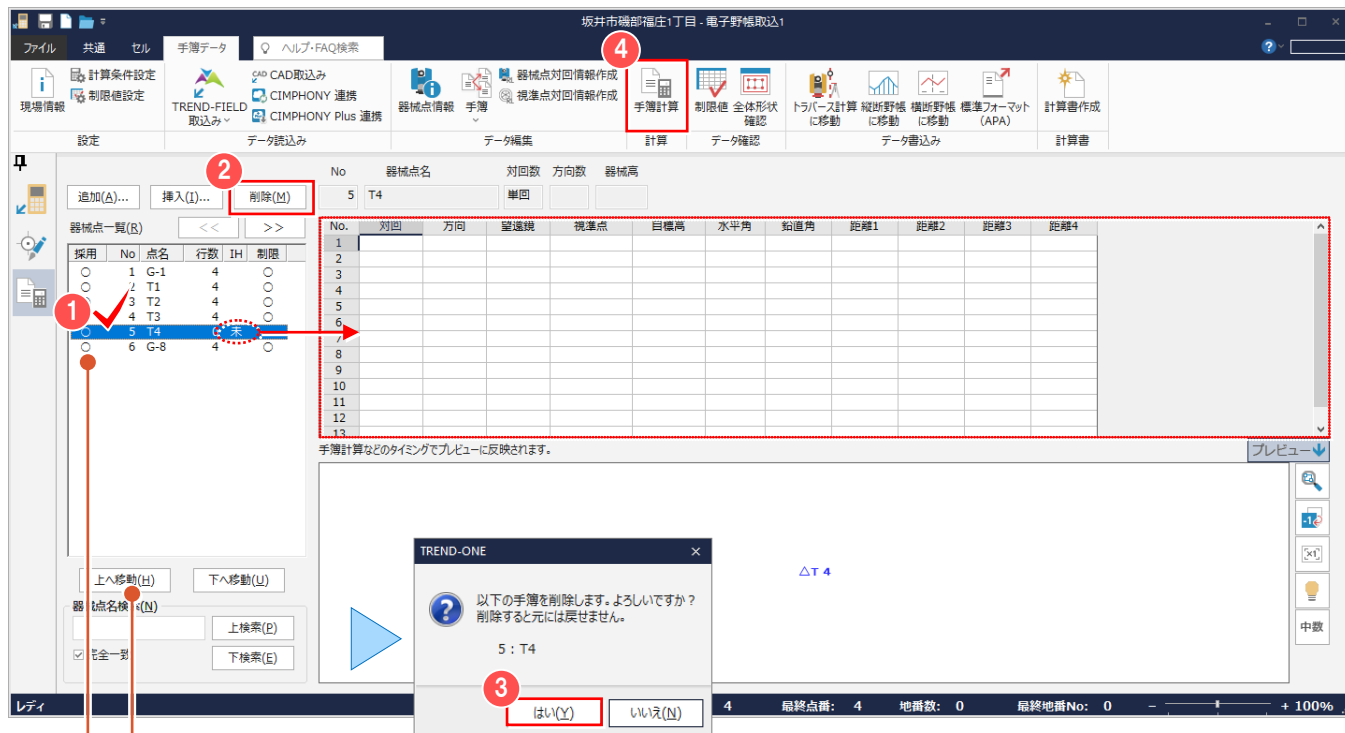 坂井市磯部福庄1丁目 - 電子野帳取込1
ファイル 共通 セル 手簿データ ヘルプ・FAQ検索
4
現場情報
計算条件設定
制限値設定
設定
TREND-FIELD
取込み
CAD CAD取込み
CIMPHONY 連携
CIMPHONY Plus 連携
データ読込み
器械点情報
手簿
器械点対回情報作成
視準点対回情報作成
データ編集
手簿計算
計算
制限値
全体形状
確認
データ確認
トラバース計算
に移動
縦断野帳
に移動
横断野帳
に移動
標準フォーマット
(APA)
データ書込み
計算書作成
計算書
2
追加(A)... 挿入(I)... 削除(M)
No 器械点名 対回数 方向数 器械高
5 T4 単回
器械点一覧(R) << >>
採用 No 点名 行数 IH 制限
○ 1 G-1 4 ○
○ 2 T1 4 ○
3 T2 4 ○
4 T3 4 ○
○ 5 T4 未
○ 6 G-8 4 ○
1
No. 対回 方向 望遠鏡 視準点 目標高 水平角 鉛直角 距離1 距離2 距離3 距離4
1
2
3
4
5
6
7
8
9
10
11
12
13
手簿計算などのタイミングでプレビューに反映されます。
プレビュー
上へ移動(H) 下へ移動(U)
器械点名検索(N)
上検索(P)
完全一致
下検索(E)
△T 4
-1
[x1]
中数
TREND-ONE
以下の手簿を削除します。よろしいですか?
削除すると元には戻せません。
5 : T4
3
はい(Y) いいえ(N)
レディ
4 最終点番: 4 地番数: 0 最終地番No: 0 - + 100%